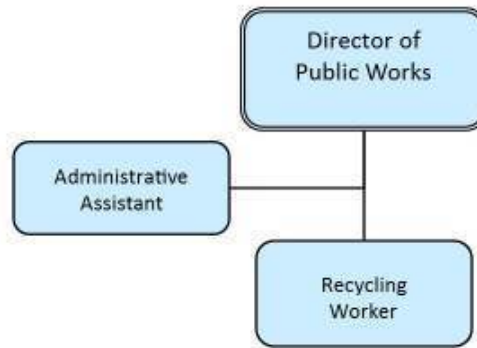 Director of
Public Works
Administrative
Assistant
Recycling
Worker